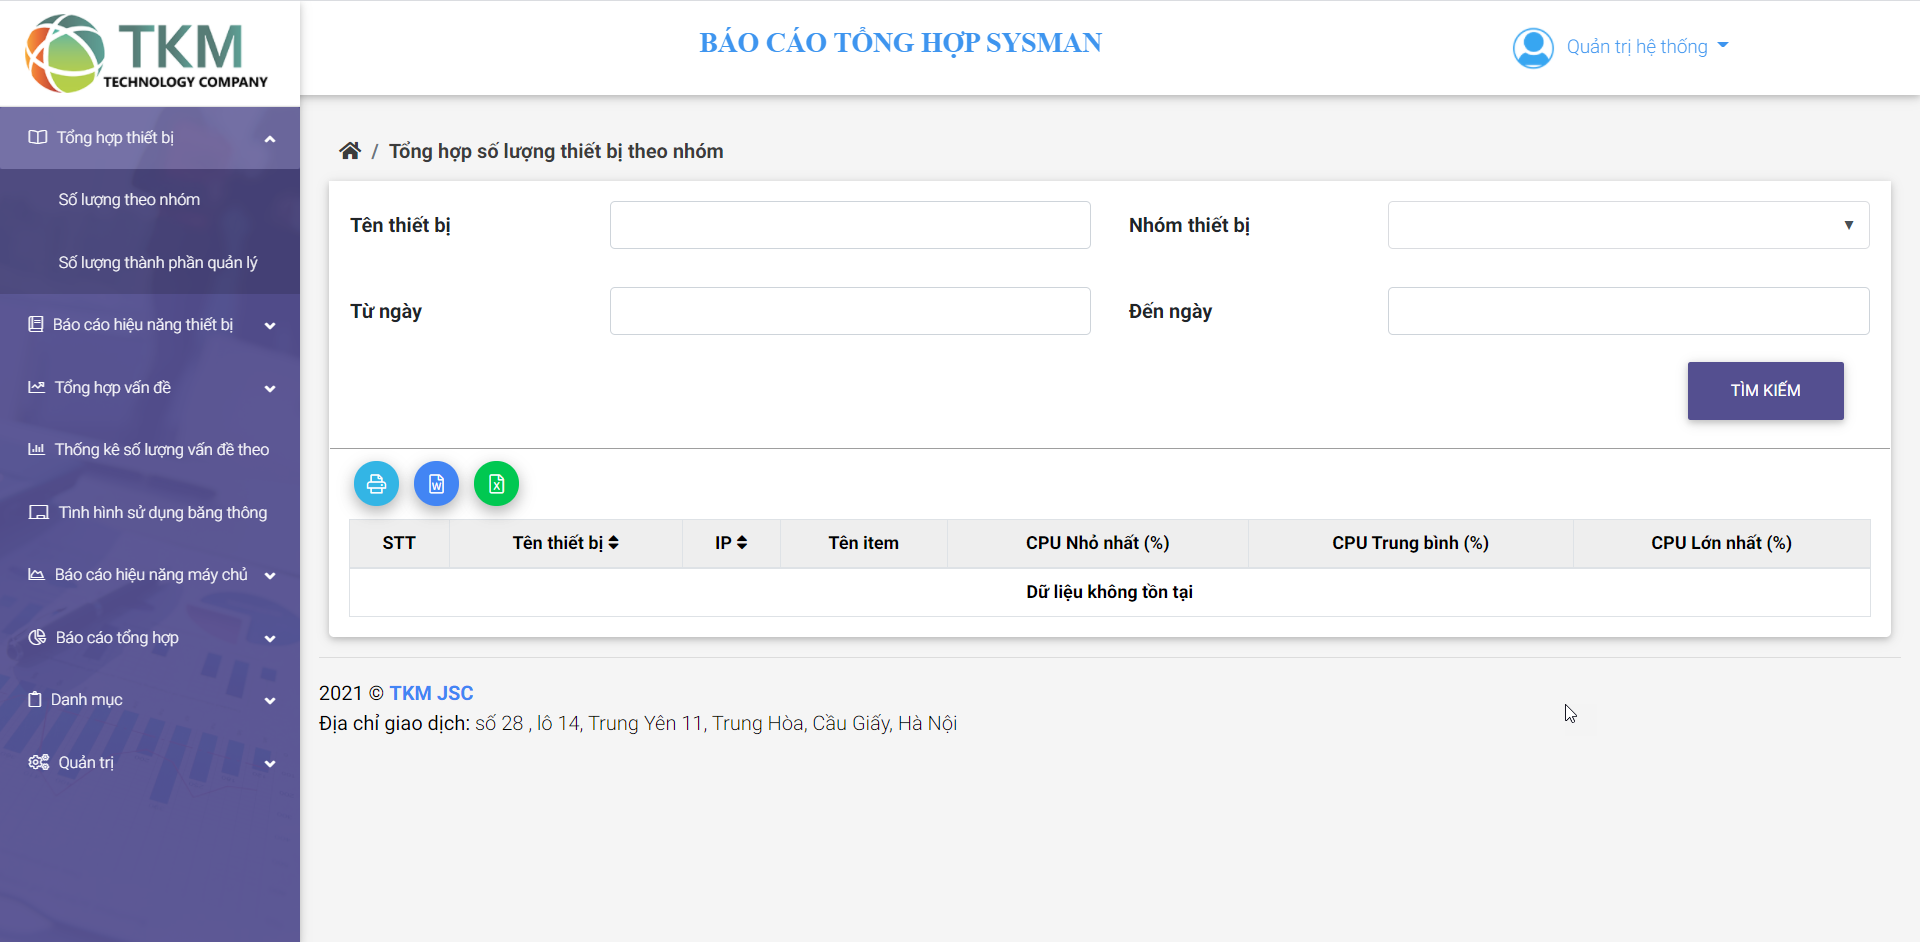 TKM
TECHNOLOGY COMPANY
BÁO CÁO TỔNG HỢP SYSMAN
Quản trị hệ thống
Tổng hợp thiết bị
Số lượng theo nhóm
Số lượng thành phần quản lý
Báo cáo hiệu năng thiết bị
Tổng hợp vấn đề
Thống kê số lượng vấn đề theo
Tình hình sử dụng băng thông
Báo cáo hiệu năng máy chủ
Báo cáo tổng hợp
Danh mục
Quản trị
/ Tổng hợp số lượng thiết bị theo nhóm
Tên thiết bị
Nhóm thiết bị
Từ ngày
Đến ngày
TÌM KIẾM
STT Tên thiết bị IP Tên item CPU Nhỏ nhất (%) CPU Trung bình (%) CPU Lớn nhất (%)
Dữ liệu không tồn tại
2021 © TKM JSC
Địa chỉ giao dịch: số 28 , lô 14, Trung Yên 11, Trung Hòa, Cầu Giấy, Hà Nội